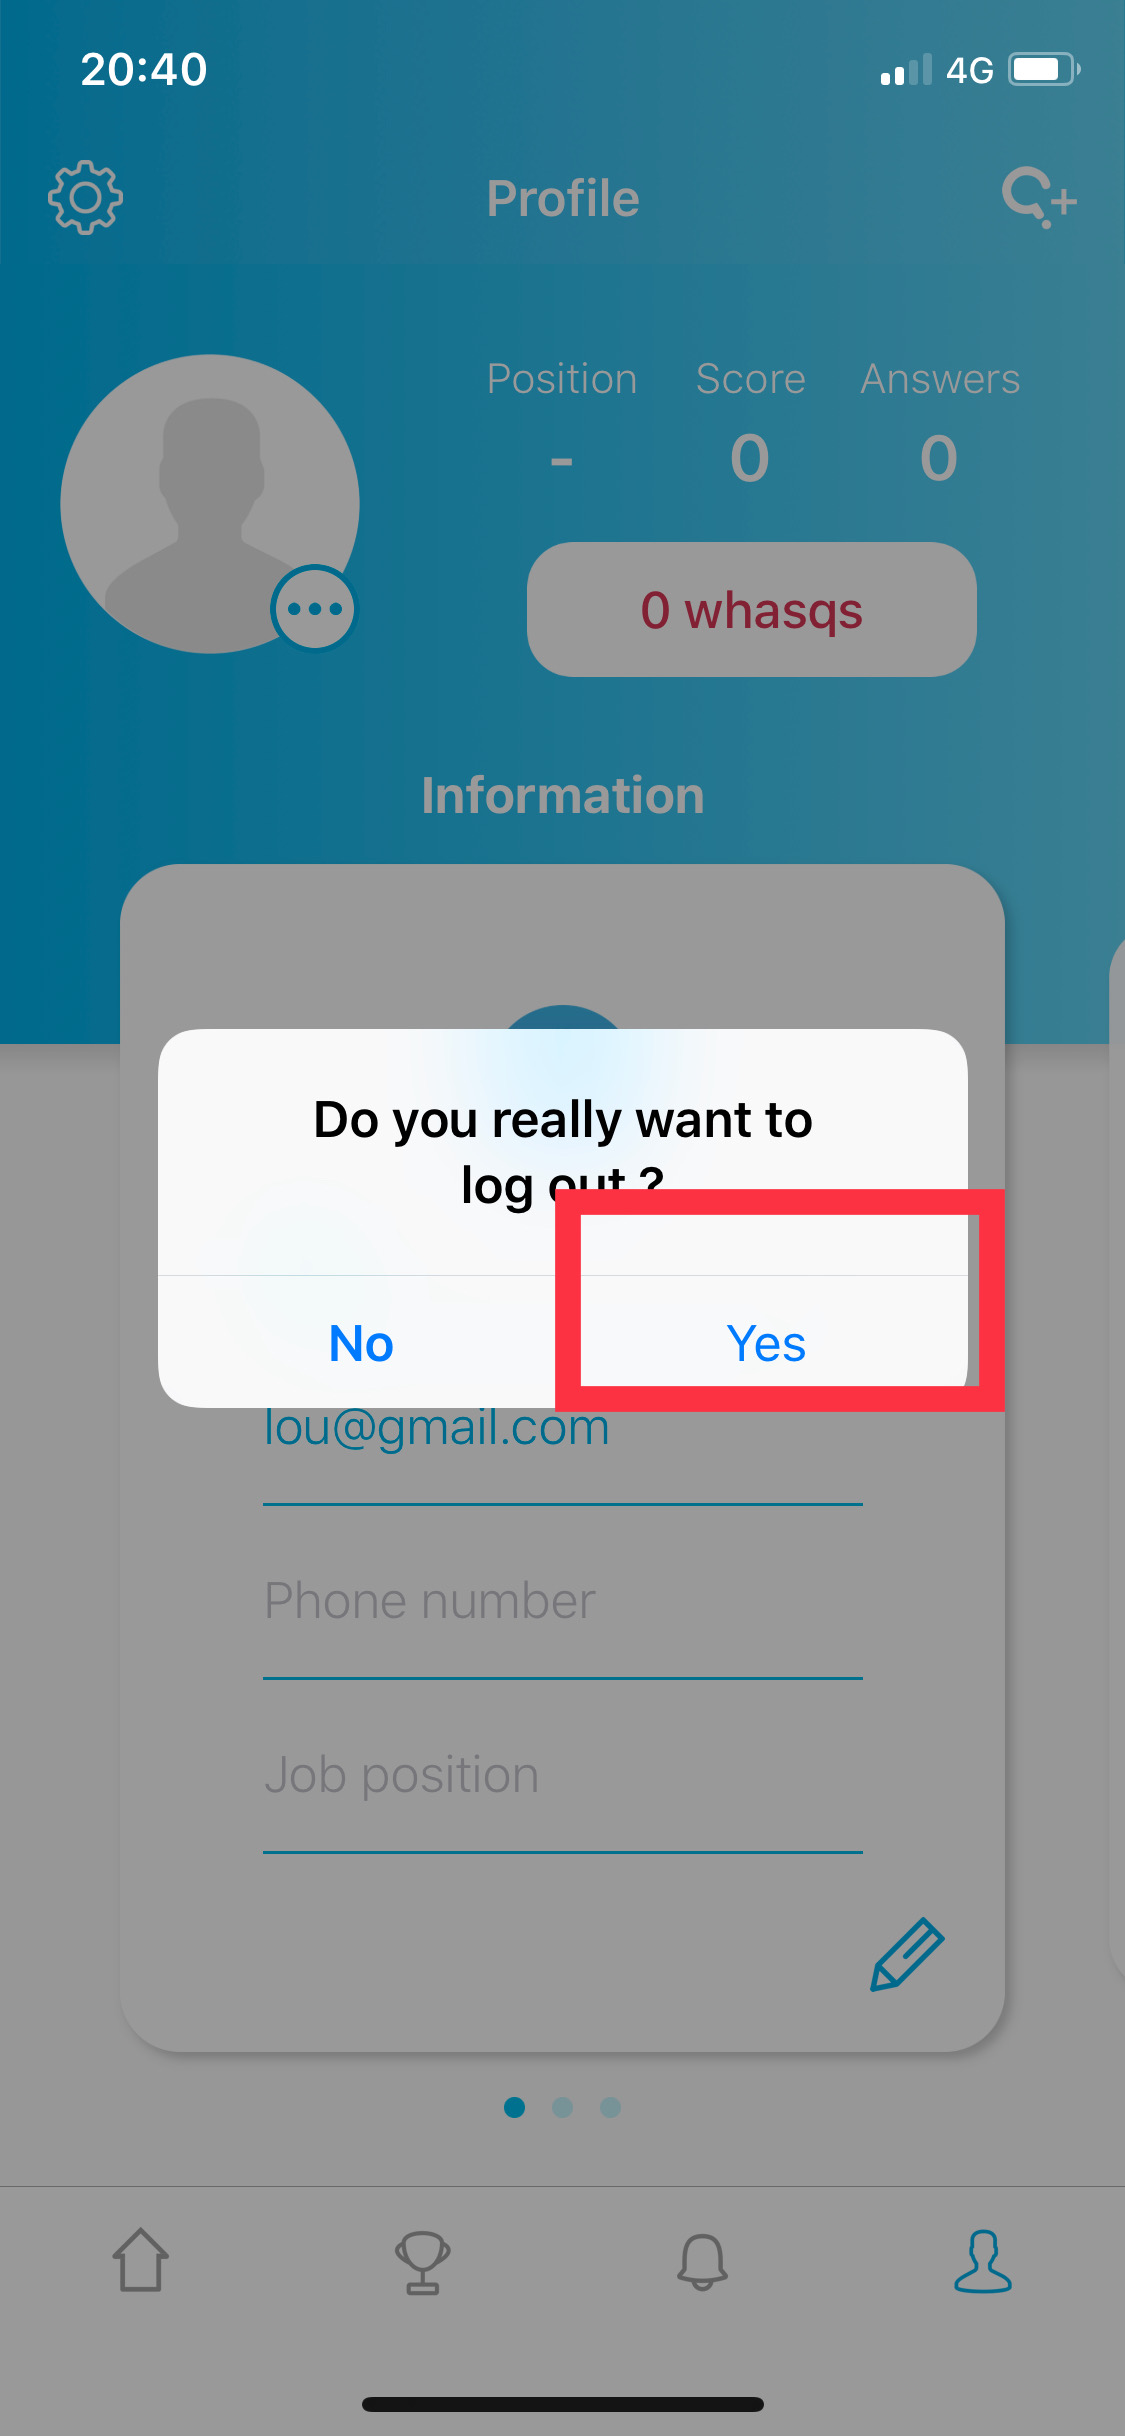 20:40
4G
Profile
Position Score Answers
- 0 0
0 whasqs
Information
Do you really want to
log out ?
No Yes
lou@gmail.com
Phone number
Job position